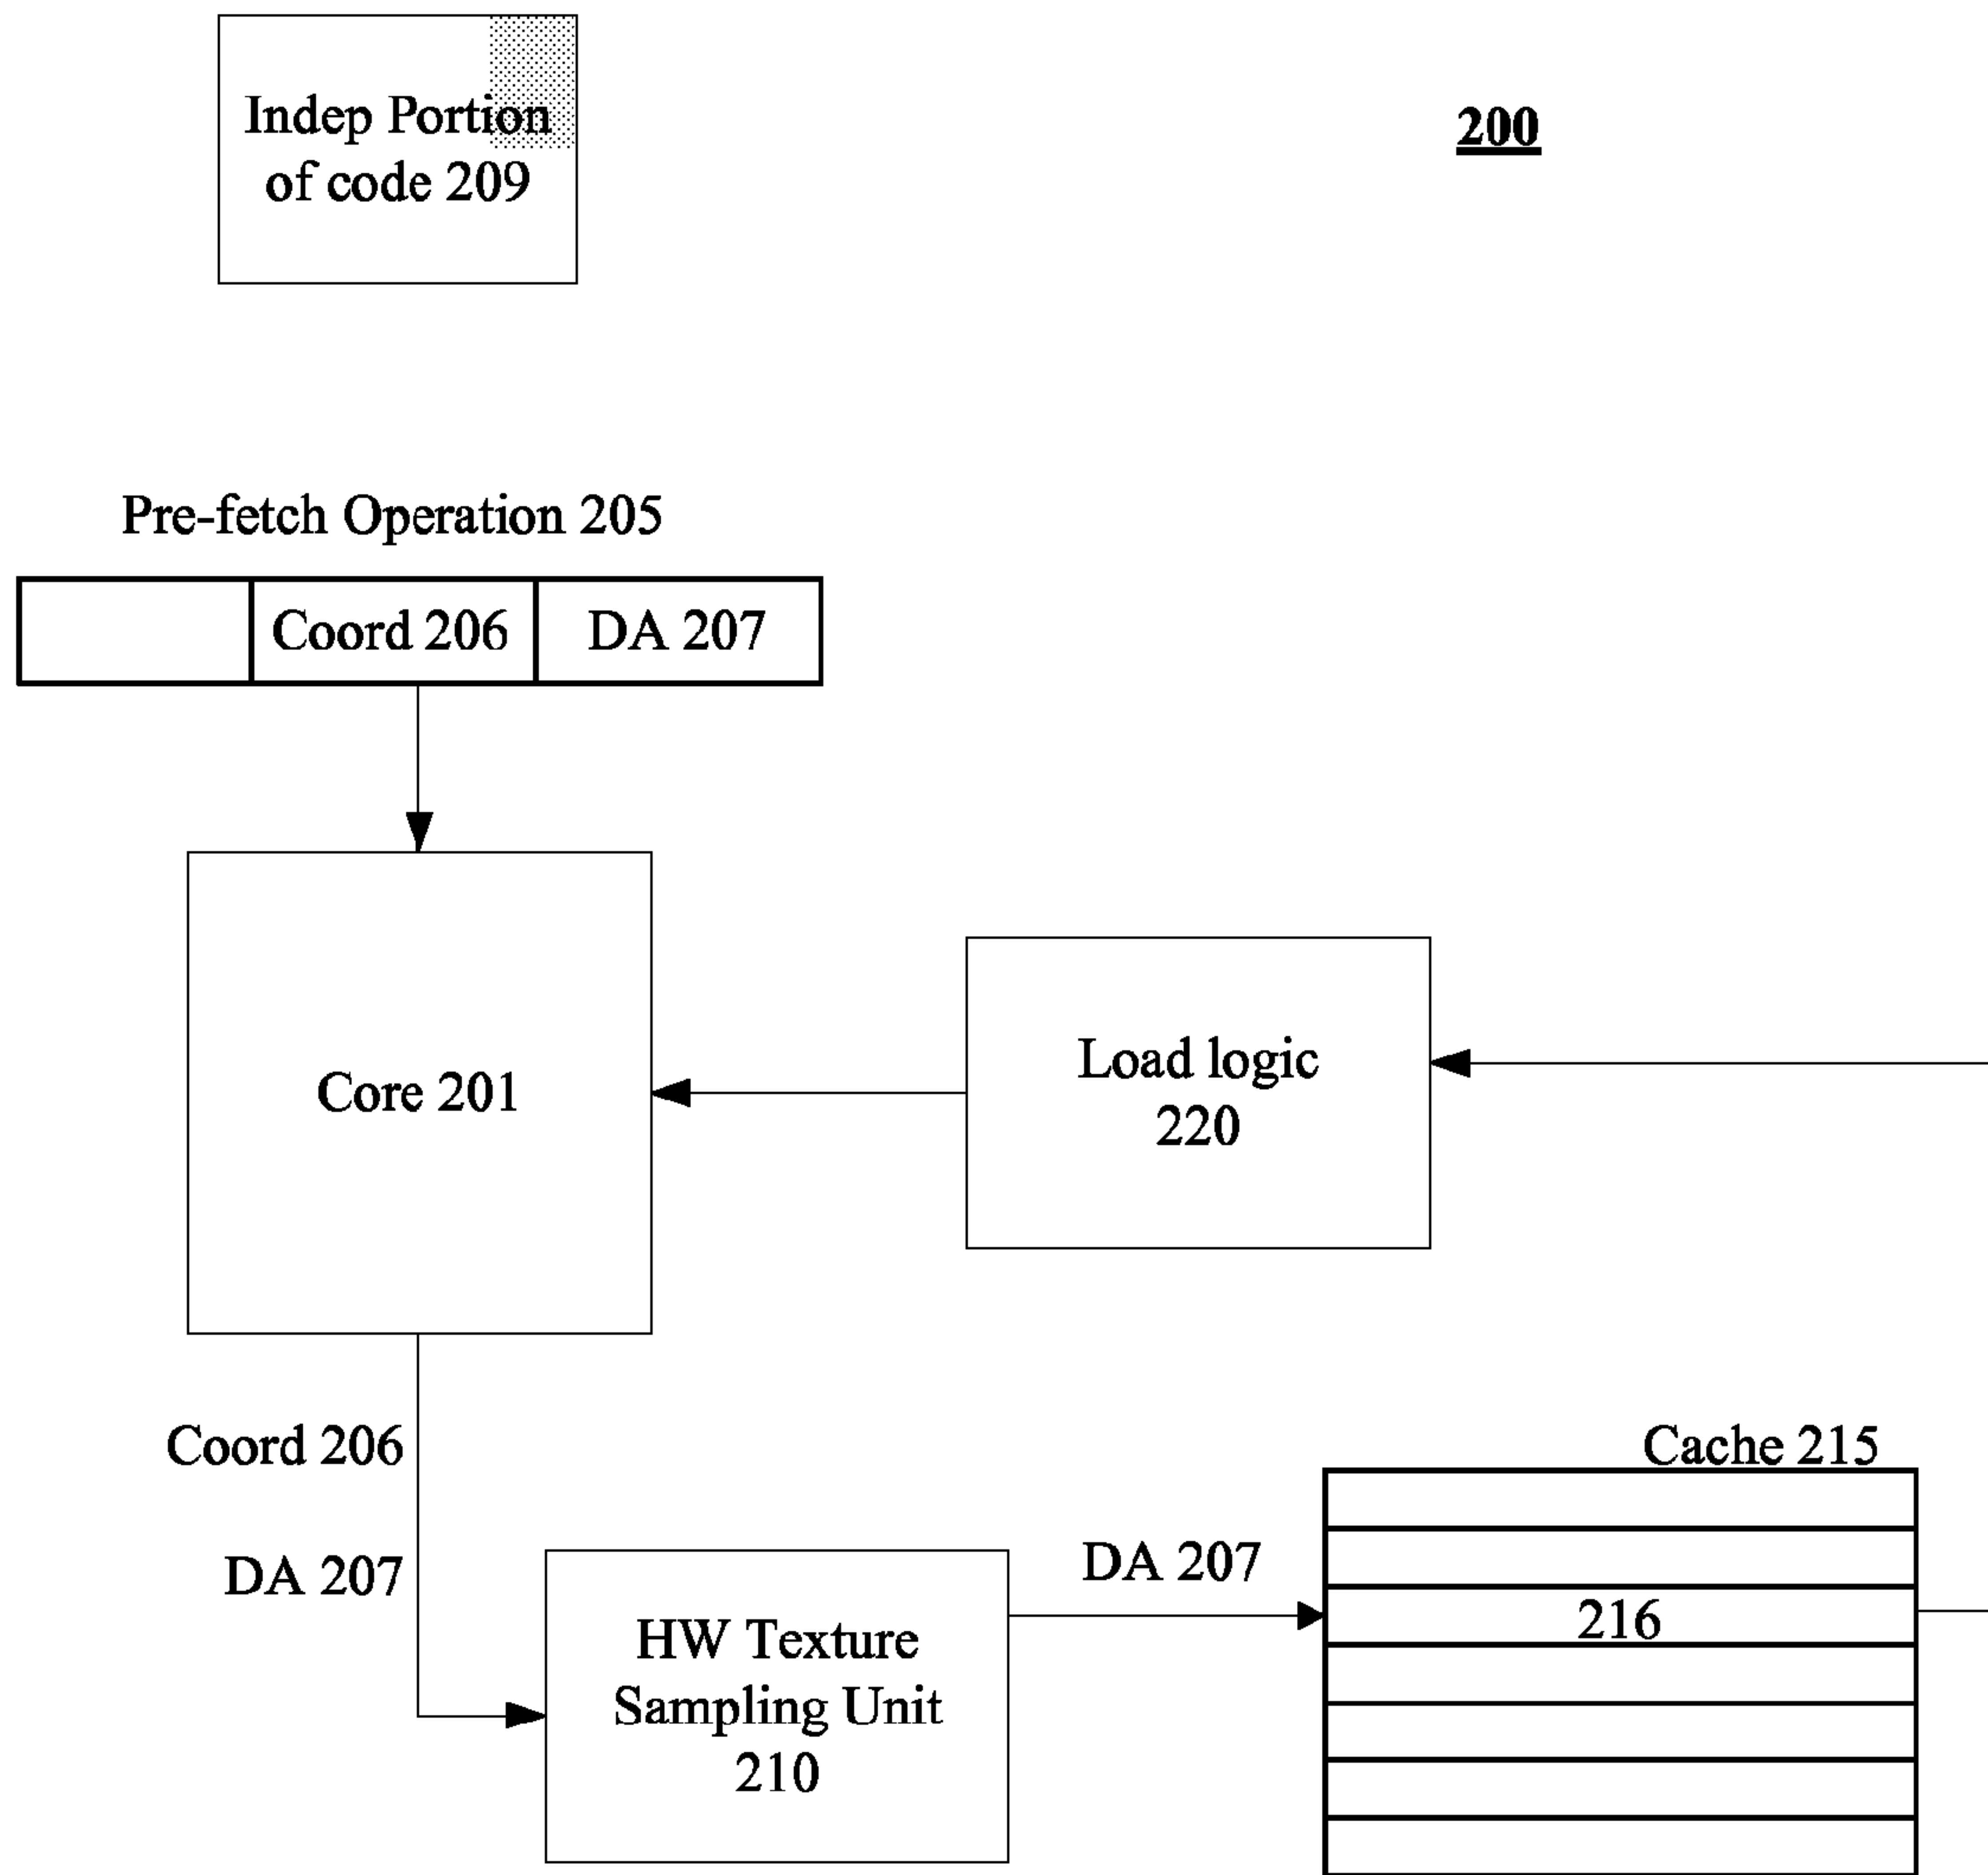 Indep Portion
of code 209
200
Pre-fetch Operation 205
Coord 206
DA 207
Core 201
Load logic
220
Coord 206
DA 207
HW Texture
Sampling Unit
210
DA 207
Cache 215
216